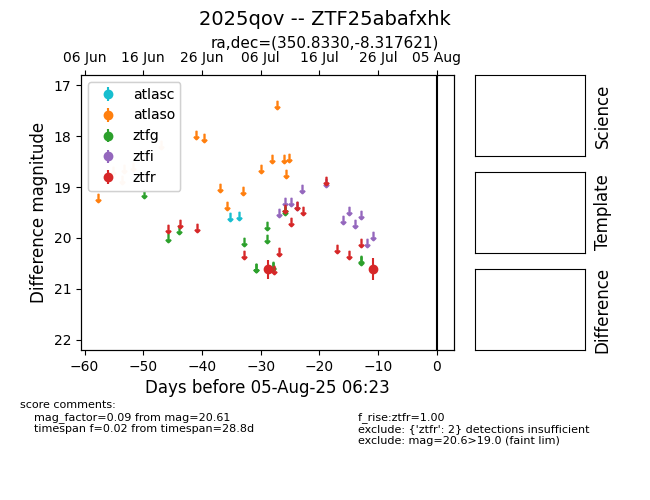 2025qov -- ZTF25abafxhk
ra,dec=(350.8330,-8.317621)
06 Jun 16 Jun 26 Jun 06 Jul 16 Jul 26 Jul 05 Aug
17
18
19
20
21
22
Difference magnitude
atlasc
atlaso
ztfg
ztfi
ztfr
−60 −50 −40 −30 −20 −10 0
Days before 05-Aug-25 06:23
Science
Template
Difference
score comments:
mag_factor=0.09 from mag=20.61
timespan f=0.02 from timespan=28.8d
f_rise:ztfr=1.00
exclude: {'ztfr': 2} detections insufficient
exclude: mag=20.6>19.0 (faint lim)